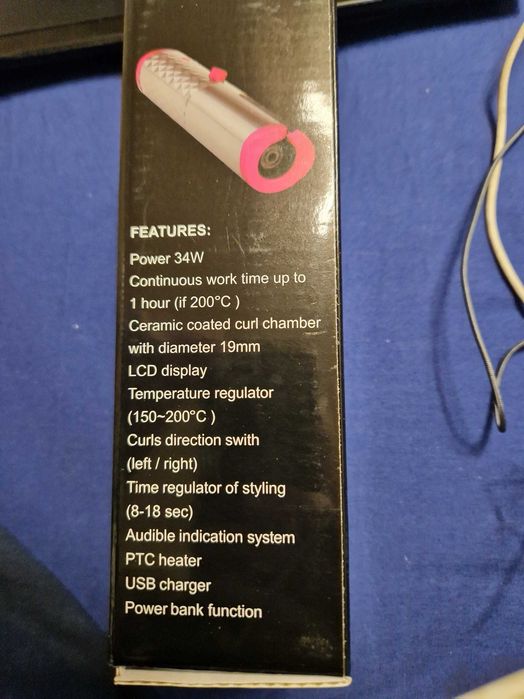 FEATURES:
Power 34W
Continuous work time up to
1 hour (if 200°C )
Ceramic coated curl chamber
with diameter 19mm
LCD display
Temperature regulator
(150~200°C )
Curls direction swith
(left / right)
Time regulator of styling
(8-18 sec)
Audible indication system
PTC heater
USB charger
Power bank function